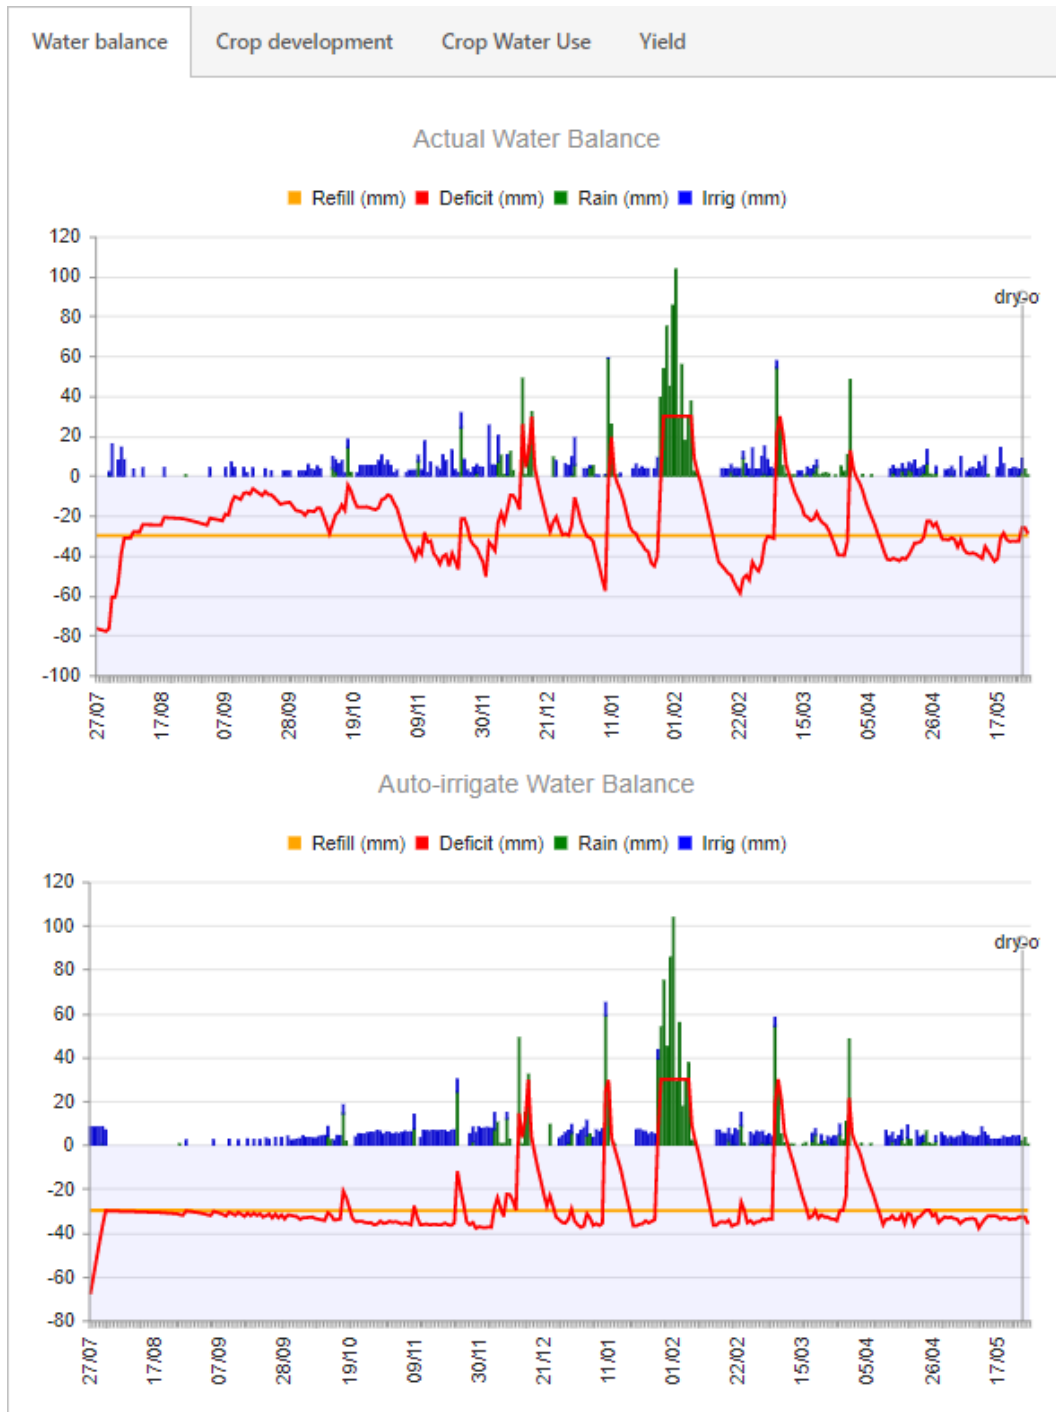 Water balance Crop development Crop Water Use Yield
Actual Water Balance
Refill (mm) Deficit (mm) Rain (mm) Irrig (mm)
120
100
80
60
40
20
0
-20
-40
-60
-80
-100
dry-o
27/07 17/08 07/09 28/09 19/10 09/11 30/11 21/12 11/01 01/02 22/02 15/03 05/04 26/04 17/05
Auto-irrigate Water Balance
Refill (mm) Deficit (mm) Rain (mm) Irrig (mm)
120
100
80
60
40
20
0
-20
-40
-60
-80
dry-o
27/07 17/08 07/09 28/09 19/10 09/11 30/11 21/12 11/01 01/02 22/02 15/03 05/04 26/04 17/05